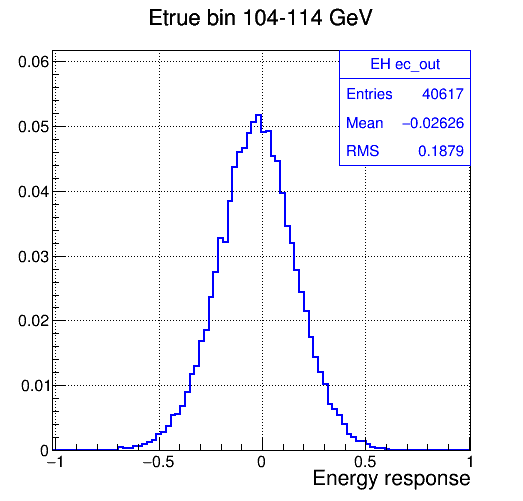 Etrue bin 104-114 GeV
EH ec_out
Entries 40617
Mean −0.02626
RMS 0.1879
0.06
0.05
0.04
0.03
0.02
0.01
0
−1 −0.5 0 0.5 1
Energy response